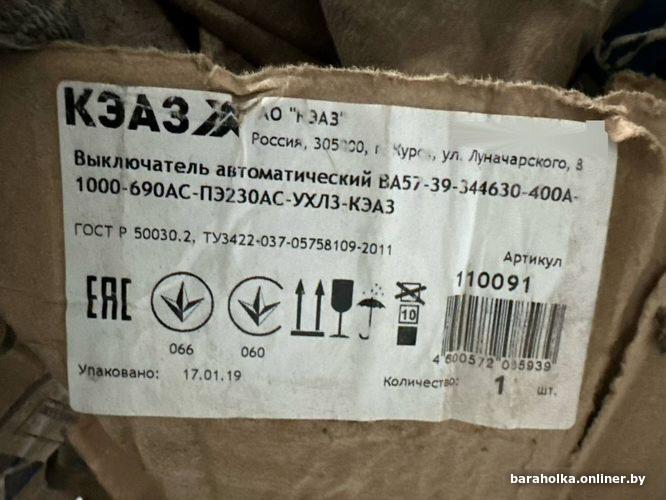 КЭАЗ АО "КЭАЗ"
Россия, 305000, г. Курск, ул. Луначарского, 8
Выключатель автоматический ВА57-39-344630-400А-
1000-690АС-ПЭ230АС-УХЛ3-КЭАЗ
ГОСТ Р 50030.2, ТУ3422-037-05758109-2011
Артикул
110091
ЕАС
10
066 060
4 600572 035939
Упаковано: 17.01.19
Количество: 1 шт.
baraholka.onliner.by